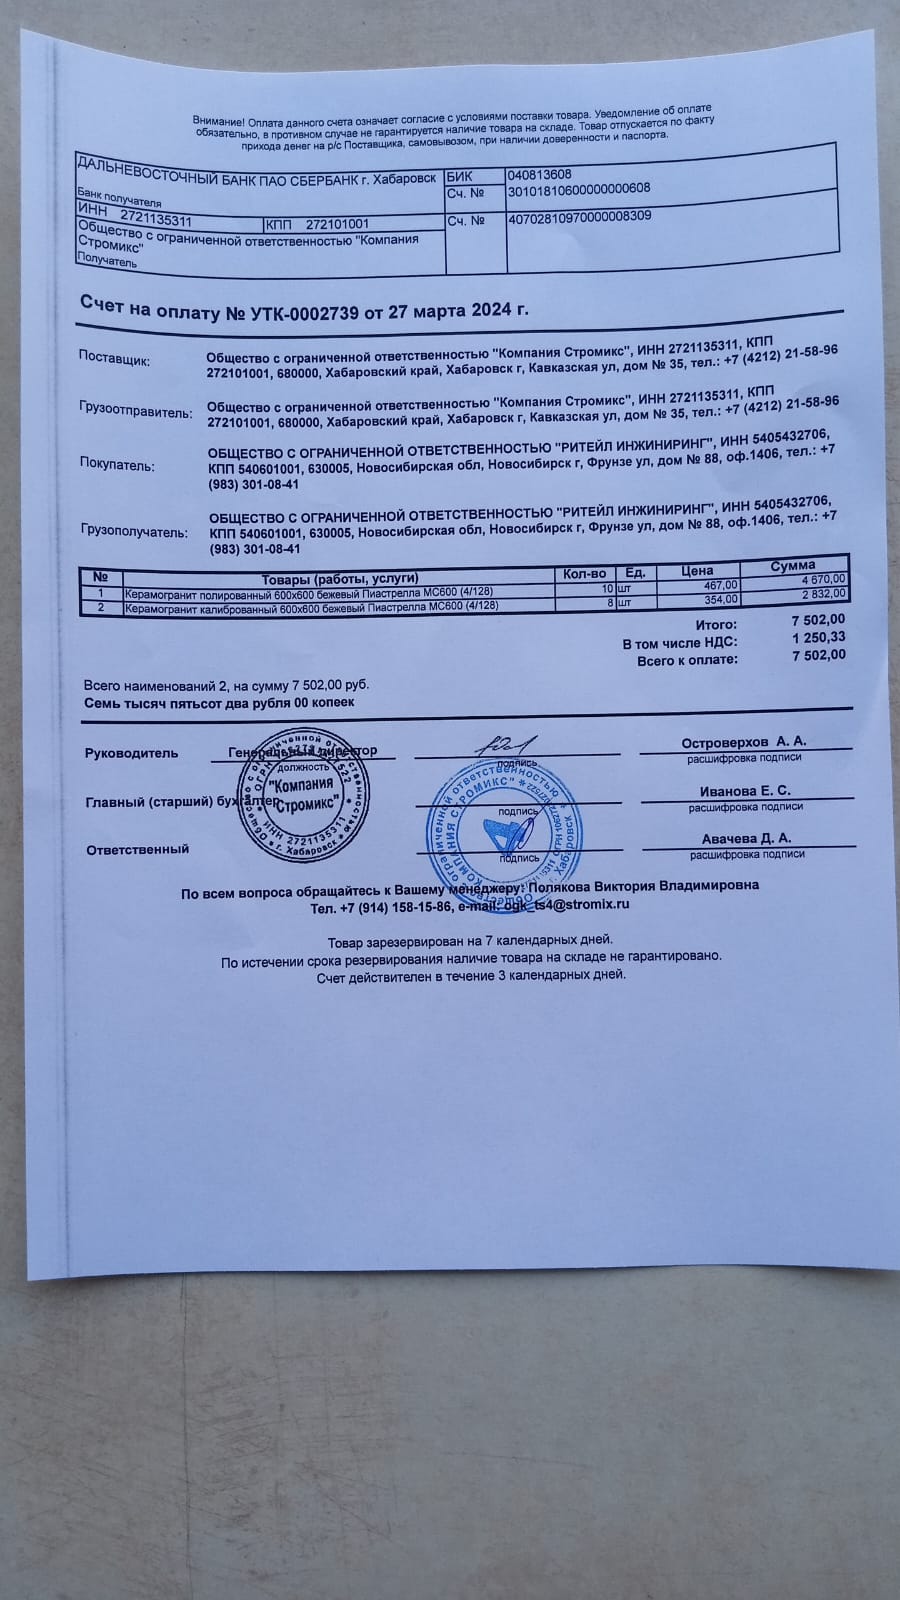 Внимание! Оплата данного счета означает согласие с условиями поставки товара. Уведомление об оплате
обязательно, в противном случае не гарантируется наличие товара на складе. Товар отпускается по факту
прихода денег на р/с Поставщика, самовывозом, при наличии доверенности и паспорта.
ДАЛЬНЕВОСТОЧНЫЙ БАНК ПАО СБЕРБАНК г. Хабаровск БИК 040813608
Сч. № 30101810600000000608
Банк получателя
ИНН 2721135311 КПП 272101001 Сч. № 40702810970000008309
Общество с ограниченной ответственностью "Компания
Стромикс"
Получатель
Счет на оплату № УТК-0002739 от 27 марта 2024 г.
Поставщик: Общество с ограниченной ответственностью "Компания Стромикс", ИНН 2721135311, КПП
272101001, 680000, Хабаровский край, Хабаровск г, Кавказская ул, дом № 35, тел.: +7 (4212) 21-58-96
Грузоотправитель: Общество с ограниченной ответственностью "Компания Стромикс", ИНН 2721135311, КПП
272101001, 680000, Хабаровский край, Хабаровск г, Кавказская ул, дом № 35, тел.: +7 (4212) 21-58-96
Покупатель: ОБЩЕСТВО С ОГРАНИЧЕННОЙ ОТВЕТСТВЕННОСТЬЮ "РИТЕЙЛ ИНЖИНИРИНГ", ИНН 5405432706,
КПП 540601001, 630005, Новосибирская обл, Новосибирск г, Фрунзе ул, дом № 88, оф.1406, тел.: +7
(983) 301-08-41
Грузополучатель: ОБЩЕСТВО С ОГРАНИЧЕННОЙ ОТВЕТСТВЕННОСТЬЮ "РИТЕЙЛ ИНЖИНИРИНГ", ИНН 5405432706,
КПП 540601001, 630005, Новосибирская обл, Новосибирск г, Фрунзе ул, дом № 88, оф.1406, тел.: +7
(983) 301-08-41
№ Товары (работы, услуги) Кол-во Ед. Цена Сумма
1 Керамогранит полированный 600х600 бежевый Пиастрелла МС600 (4/128) 10 шт 467,00 4 670,00
2 Керамогранит калиброванный 600х600 бежевый Пиастрелла МС600 (4/128) 8 шт 354,00 2 832,00
Итого: 7 502,00
В том числе НДС: 1 250,33
Всего к оплате: 7 502,00
Всего наименований 2, на сумму 7 502,00 руб.
Семь тысяч пятьсот два рубля 00 копеек
Руководитель Генеральный директор Островерхов А. А.
должность подпись расшифровка подписи
"Компания
Стромикс"
ИНН 2721135311
г. Хабаровск
Главный (старший) бухгалтер Иванова Е. С.
подпись расшифровка подписи
Ответственный Авачева Д. А.
подпись расшифровка подписи
По всем вопроса обращайтесь к Вашему менеджеру: Полякова Виктория Владимировна
Тел. +7 (914) 158-15-86, e-mail: ogk_ts4@stromix.ru
Товар зарезервирован на 7 календарных дней.
По истечении срока резервирования наличие товара на складе не гарантировано.
Счет действителен в течение 3 календарных дней.